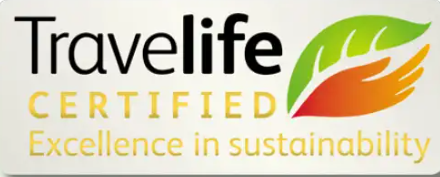 Travelife
CERTIFIED
Excellence in sustainability